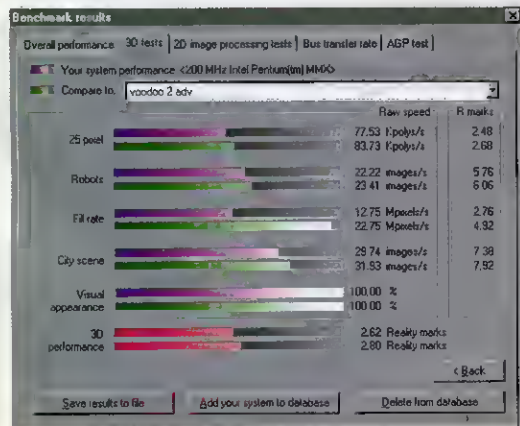 Benchmark results
Overall performance 3D tests 2D image processing tests Bus transfer rate AGP test
Your system performance <200 MHz Intel Pentium(tm) MMX>
Compare to. voodoo 2 adv
Raw speed R marks
25 pixel 77.53 Kpolys/s 2.48
83.73 Kpolys/s 2.68
Robots 22.22 images/s 5.76
23.41 images/s 6.06
Fill rate 12.75 Mpixels/s 2.76
22.75 Mpixels/s 4.92
City scene 29.74 images/s 7.38
31.93 images/s 7.92
Visual appearance 100.00 %
100.00 %
3D performance 2.62 Reality marks
2.80 Reality marks
< Back
Save results to file Add your system to database Delete from database